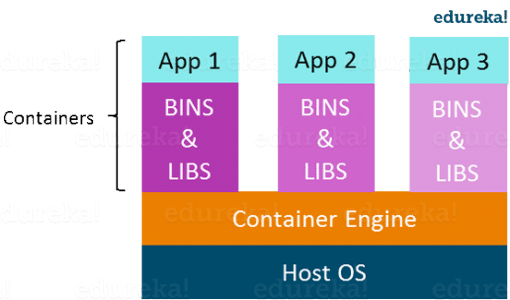 edureka!
App 1
App 2
App 3
Containers
BINS
&
LIBS
BINS
&
LIBS
BINS
&
LIBS
Container Engine
Host OS